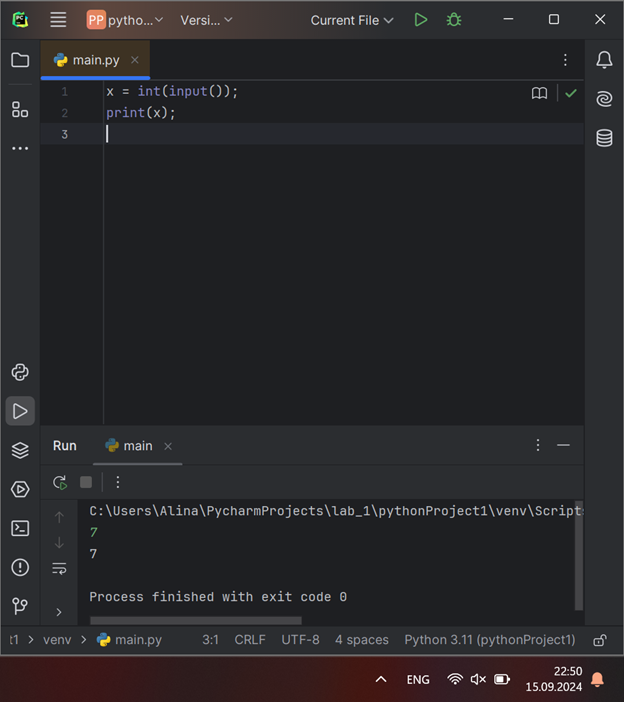 PC PP pytho... Versi... Current File
main.py
1 x = int(input());
2 print(x);
3
Run main
C:\Users\Alina\PycharmProjects\lab_1\pythonProject1\venv\Scripts
7
7
Process finished with exit code 0
t1 > venv > main.py 3:1 CRLF UTF-8 4 spaces Python 3.11 (pythonProject1)
ENG 22:50
15.09.2024